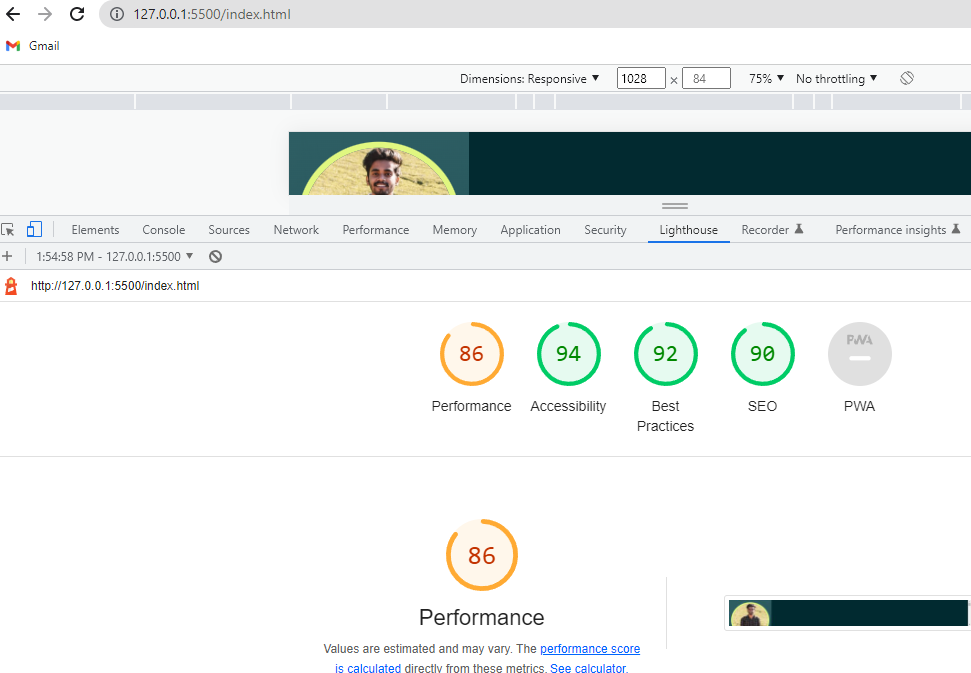 127.0.0.1:5500/index.html
Gmail
Dimensions: Responsive ▼ 1028 × 84 75% ▼ No throttling ▼
Elements Console Sources Network Performance Memory Application Security Lighthouse Recorder Performance insights
+ 1:54:58 PM - 127.0.0.1:5500 ▼
http://127.0.0.1:5500/index.html
86 94 92 90 PWA
Performance Accessibility Best SEO PWA
Practices
86
Performance
Values are estimated and may vary. The performance score
is calculated directly from these metrics. See calculator.